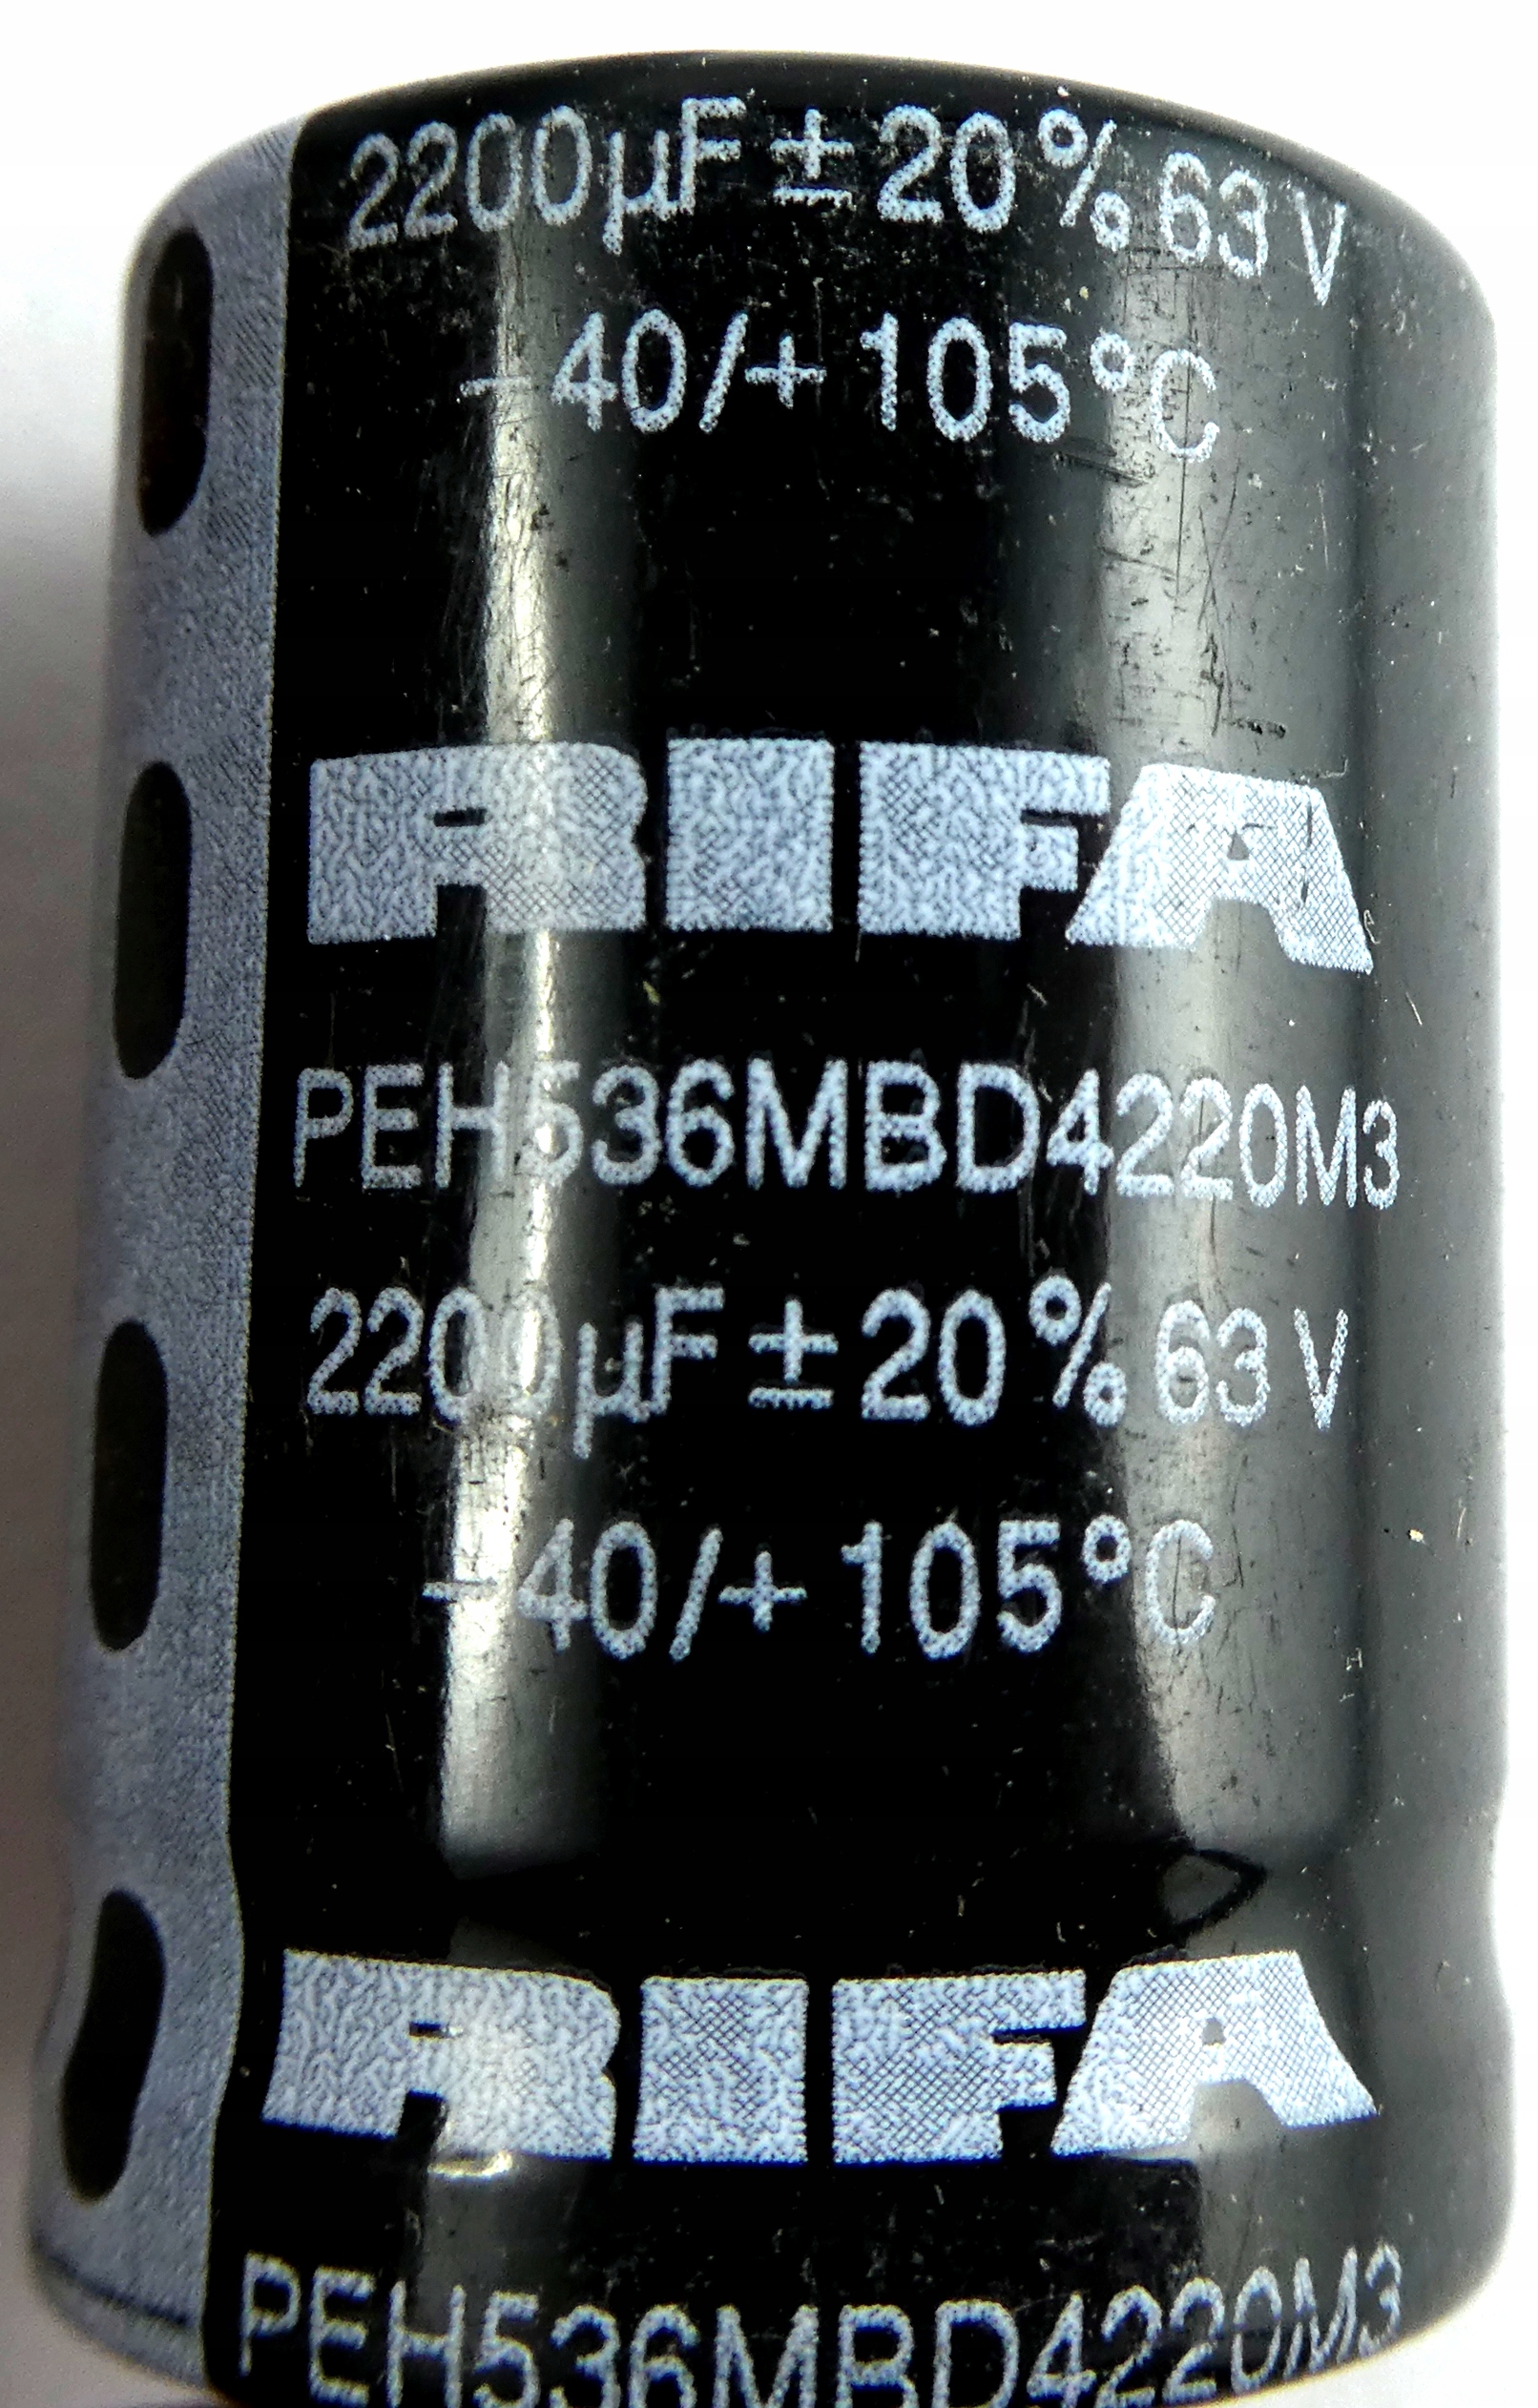 2200µF ± 20% 63 V
-40/+ 105°C
RIFA
PEH536MBD4220M3
2200µF ± 20% 63 V
-40/+ 105°C
RIFA
PEH536MBD4220M3